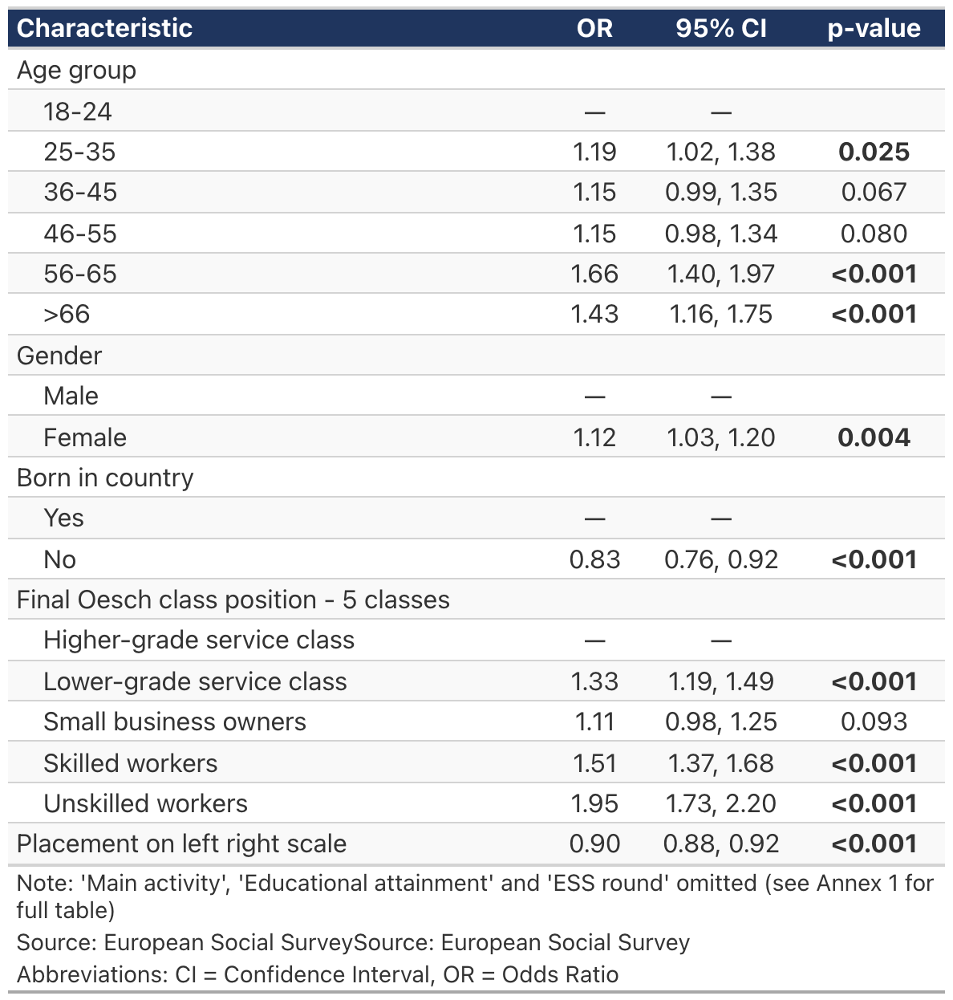 Characteristic OR 95% CI p-value
Age group
18-24 — —
25-35 1.19 1.02, 1.38 0.025
36-45 1.15 0.99, 1.35 0.067
46-55 1.15 0.98, 1.34 0.080
56-65 1.66 1.40, 1.97 <0.001
>66 1.43 1.16, 1.75 <0.001
Gender
Male — —
Female 1.12 1.03, 1.20 0.004
Born in country
Yes — —
No 0.83 0.76, 0.92 <0.001
Final Oesch class position - 5 classes
Higher-grade service class — —
Lower-grade service class 1.33 1.19, 1.49 <0.001
Small business owners 1.11 0.98, 1.25 0.093
Skilled workers 1.51 1.37, 1.68 <0.001
Unskilled workers 1.95 1.73, 2.20 <0.001
Placement on left right scale 0.90 0.88, 0.92 <0.001
Note: 'Main activity', 'Educational attainment' and 'ESS round' omitted (see Annex 1 for
full table)
Source: European Social SurveySource: European Social Survey
Abbreviations: CI = Confidence Interval, OR = Odds Ratio